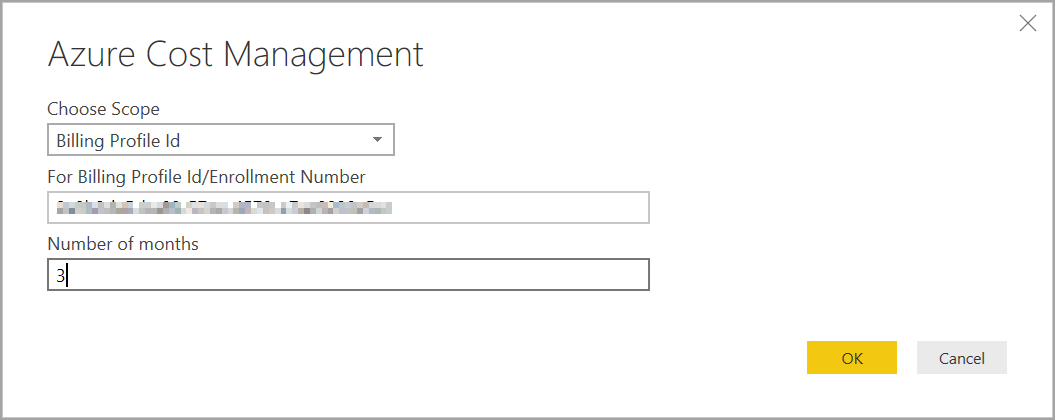 Azure Cost Management
Choose Scope
Billing Profile Id
For Billing Profile Id/Enrollment Number
Number of months
3
OK
Cancel